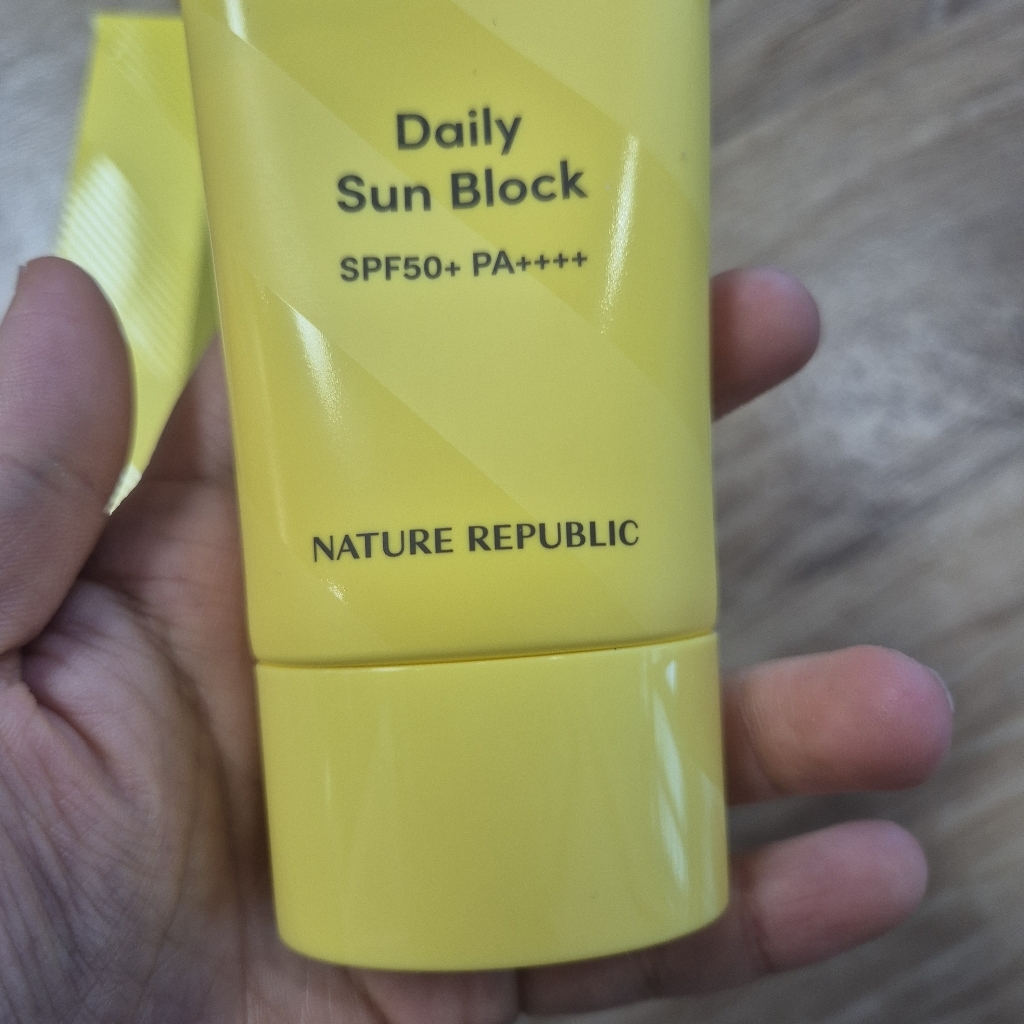 Daily
Sun Block
SPF50+ PA++++
NATURE REPUBLIC